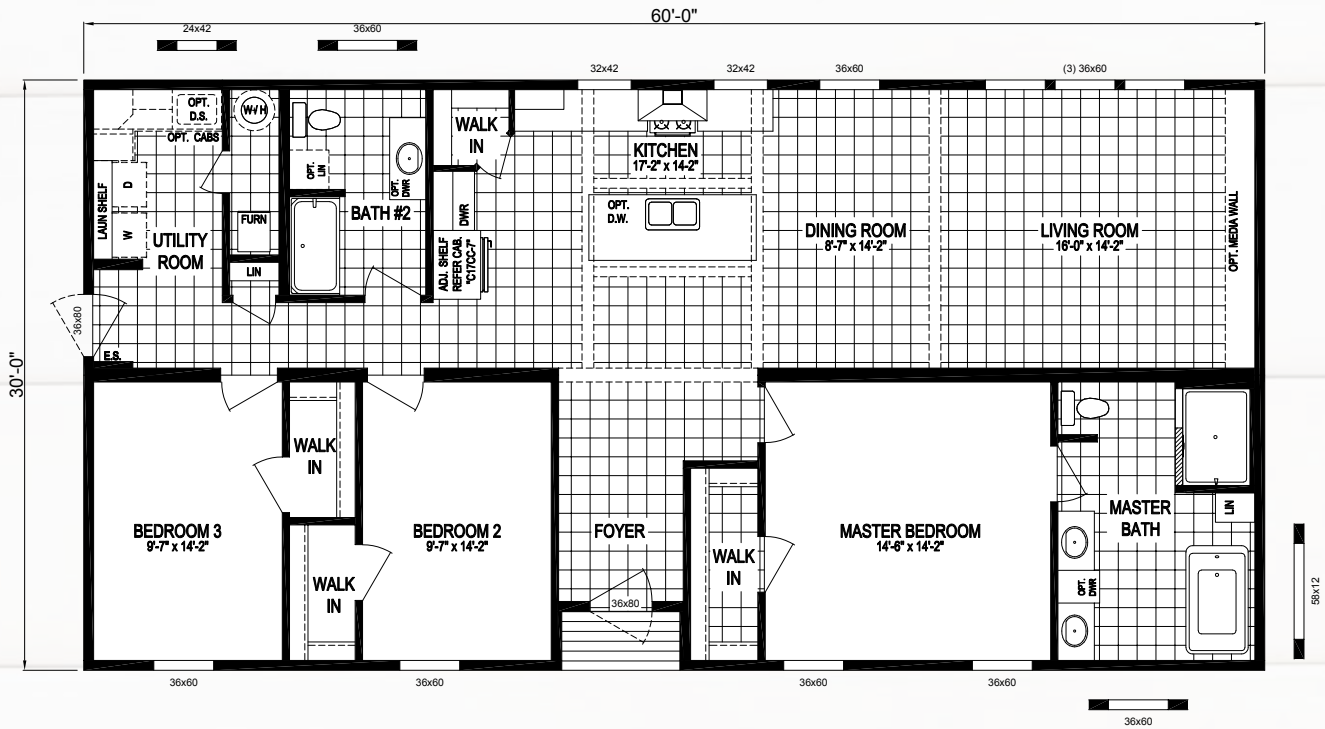 60'-0"
24x42
36x60
32x42
32x42
36x60
(3) 36x60
30'-0"
OPT.
D.S.
OPT. CABS
W/H
LAUN SHELF
D
W
UTILITY
ROOM
FURN
LIN
OPT.
LIN
OPT.
DWR
BATH #2
WALK
IN
DWR
ADJ. SHELF
REFER CAB.
"C17CC-7"
KITCHEN
17'-2" x 14'-2"
OPT.
D.W.
DINING ROOM
8'-7" x 14'-2"
LIVING ROOM
16'-0" x 14'-2"
OPT. MEDIA WALL
36x80
E.S.
BEDROOM 3
9'-7" x 14'-2"
WALK
IN
WALK
IN
BEDROOM 2
9'-7" x 14'-2"
FOYER
36x80
WALK
IN
MASTER BEDROOM
14'-6" x 14'-2"
MASTER
BATH
LIN
OPT.
DWR
58x12
36x60
36x60
36x60
36x60
36x60